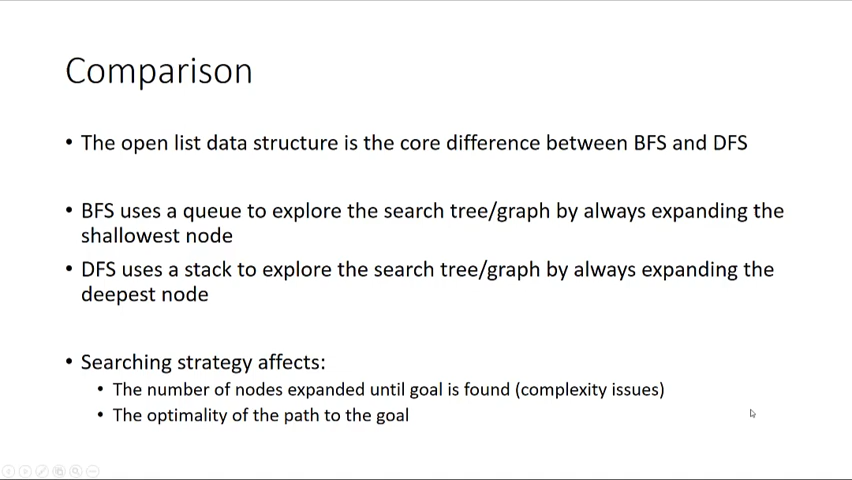 Comparison
• The open list data structure is the core difference between BFS and DFS
• BFS uses a queue to explore the search tree/graph by always expanding the
shallowest node
• DFS uses a stack to explore the search tree/graph by always expanding the
deepest node
• Searching strategy affects:
• The number of nodes expanded until goal is found (complexity issues)
• The optimality of the path to the goal